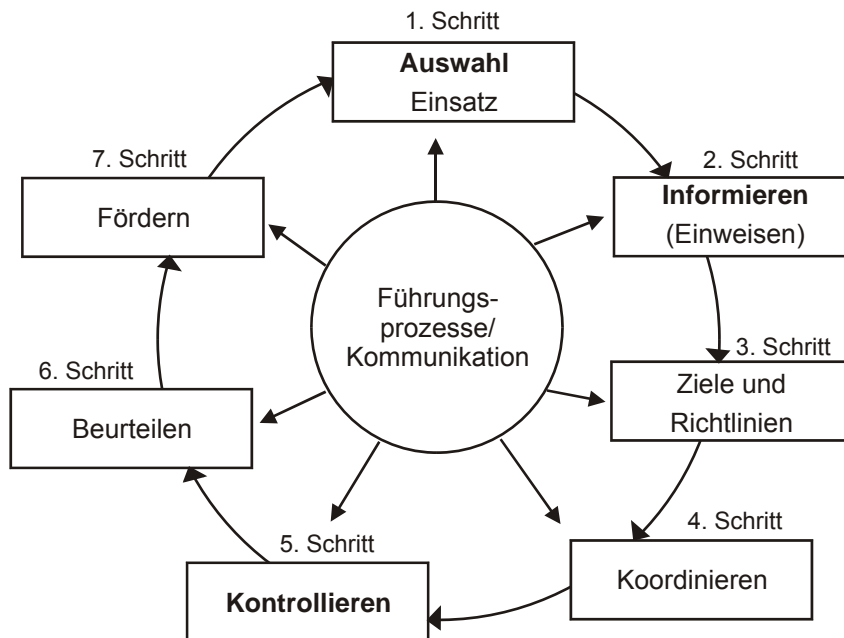 1. Schritt
Auswahl
Einsatz
2. Schritt
Informieren
(Einweisen)
3. Schritt
Ziele und
Richtlinien
4. Schritt
Koordinieren
5. Schritt
Kontrollieren
6. Schritt
Beurteilen
7. Schritt
Fördern
Führungs-
prozesse/
Kommunikation